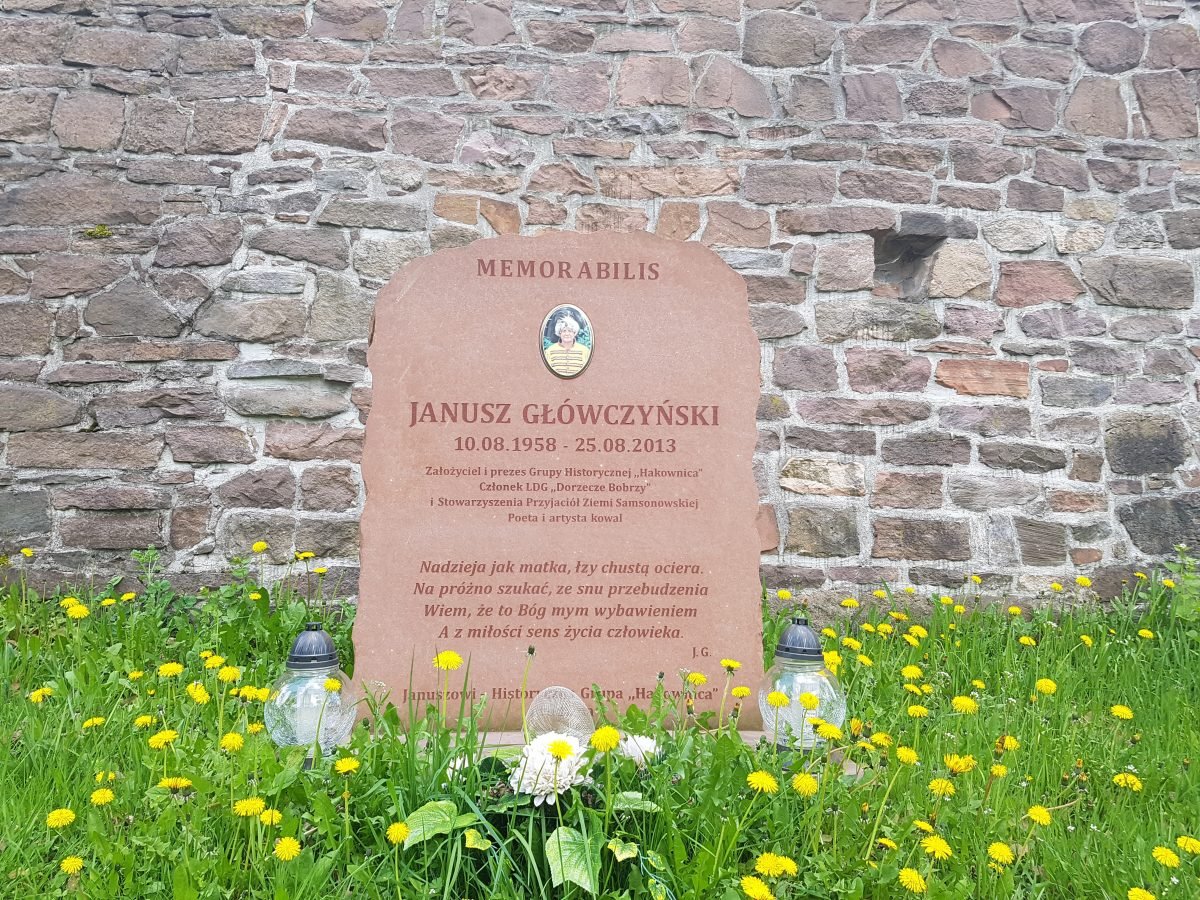 MEMORABILIS
JANUSZ GŁÓWCZYŃSKI
10.08.1958 - 25.08.2013
Założyciel i prezes Grupy Historycznej „Hakownica"
Członek LDG „Dorzecze Bobrzy"
i Stowarzyszenia Przyjaciół Ziemi Samsonowskiej
Poeta i artysta kowal
Nadzieja jak matka, łzy chustą ociera.
Na próżno szukać, ze snu przebudzenia
Wiem, że to Bóg mym wybawieniem
A z miłości sens życia człowieka.
J.G.
Januszowi - Historyczna Grupa „Hakownica"